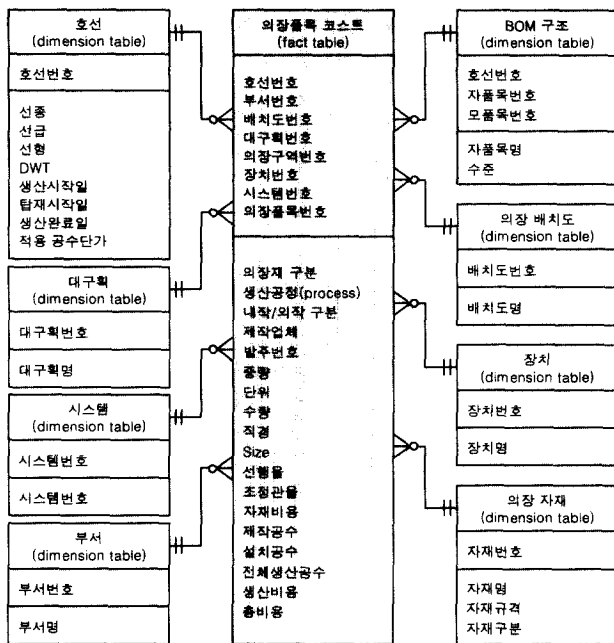 호선
(dimension table)
호선번호
선종
선급
선형
DWT
생산시작일
탑재시작일
생산완료일
적용 공수단가
대구획
(dimension table)
대구획번호
대구획명
시스템
(dimension table)
시스템번호
시스템번호
부서
(dimension table)
부서번호
부서명
의장품목 코스트
(fact table)
호선번호
부서번호
배치도번호
대구획번호
의장구역번호
장치번호
시스템번호
의장품목번호
의장재 구분
생산공정(process)
내작/외작 구분
제작업체
발주번호
중량
단위
수량
직경
Size
선행율
조정관율
자재비용
제작공수
설치공수
전체생산공수
생산비용
총비용
BOM 구조
(dimension table)
호선번호
자품목번호
모품목번호
자품목명
수준
의장 배치도
(dimension table)
배치도번호
배치도명
장치
(dimension table)
장치번호
장치명
의장 자재
(dimension table)
자재번호
자재명
자재규격
자재구분